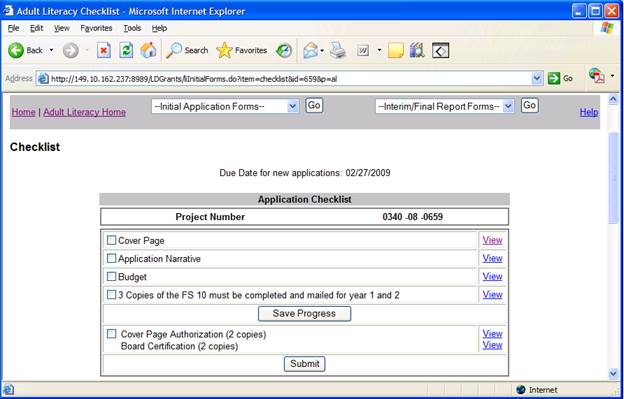 Adult Literacy Checklist - Microsoft Internet Explorer
File Edit View Favorites Tools Help
Back Search Favorites
Address http://149.10.162.237:8989/LDGrants/lIInitialForms.do?item=checklist&id=659&p=al Go
Home | Adult Literacy Home --Initial Application Forms-- Go --Interim/Final Report Forms-- Go Help
Checklist
Due Date for new applications: 02/27/2009
Application Checklist
Project Number 0340 -08 -0659
Cover Page View
Application Narrative View
Budget View
3 Copies of the FS 10 must be completed and mailed for year 1 and 2 View
Save Progress
Cover Page Authorization (2 copies) View
Board Certification (2 copies) View
Submit
Internet